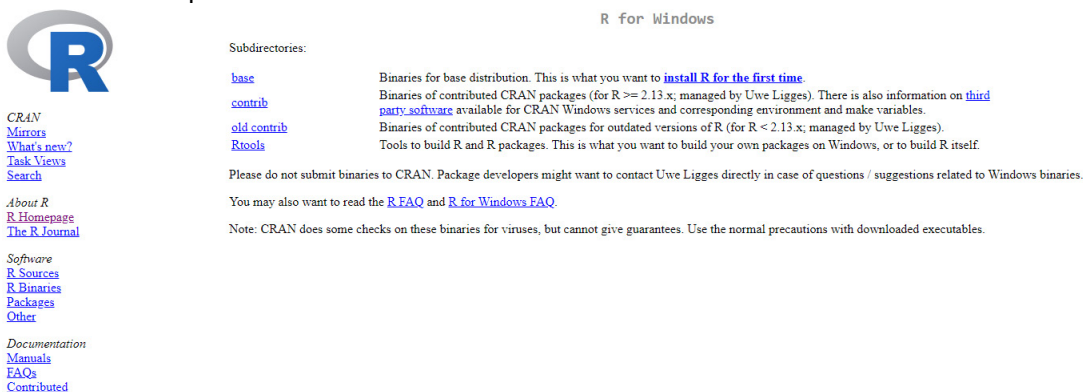 R
CRAN
Mirrors
What's new?
Task Views
Search
About R
R Homepage
The R Journal
Software
R Sources
R Binaries
Packages
Other
Documentation
Manuals
FAQs
Contributed
R for Windows
Subdirectories:
base Binaries for base distribution. This is what you want to install R for the first time.
contrib Binaries of contributed CRAN packages (for R >= 2.13.x; managed by Uwe Ligges). There is also information on third
party software available for CRAN Windows services and corresponding environment and make variables.
old contrib Binaries of contributed CRAN packages for outdated versions of R (for R < 2.13.x; managed by Uwe Ligges).
Rtools Tools to build R and R packages. This is what you want to build your own packages on Windows, or to build R itself.
Please do not submit binaries to CRAN. Package developers might want to contact Uwe Ligges directly in case of questions / suggestions related to Windows binaries.
You may also want to read the R FAQ and R for Windows FAQ.
Note: CRAN does some checks on these binaries for viruses, but cannot give guarantees. Use the normal precautions with downloaded executables.